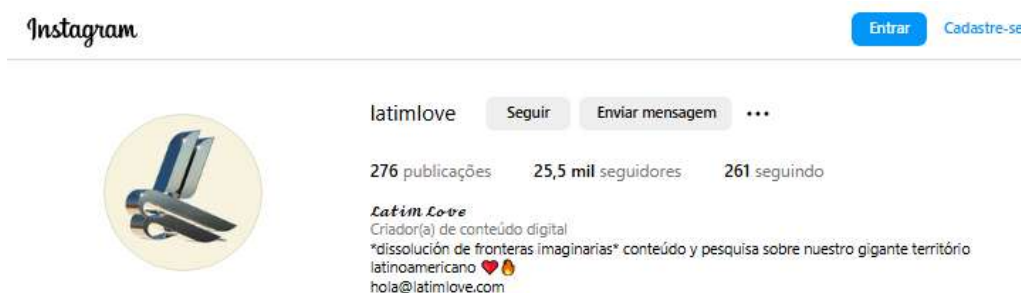 Instagram
Entrar Cadastre-se
latimlove Seguir Enviar mensagem •••
276 publicações 25,5 mil seguidores 261 seguindo
𝓛𝓪𝓽𝓲𝓶 𝓛𝓸𝓿𝓮
Criador(a) de conteúdo digital
*dissolución de fronteras imaginarias* conteúdo y pesquisa sobre nuestro gigante território
latinoamericano ❤️🔥
hola@latimlove.com